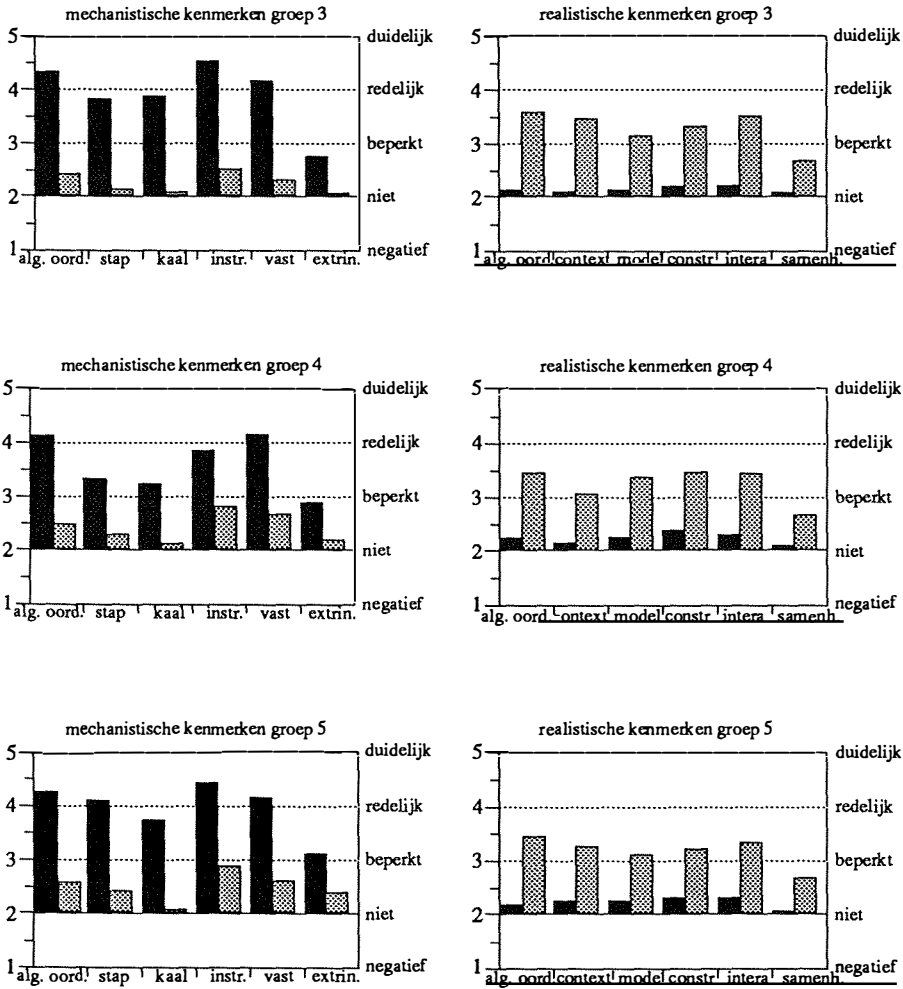 mechanistische kenmerken groep 3
5 duidelijk
4 redelijk
3 beperkt
2 niet
1 negatief
alg. oord. stap kaal instr. vast extrin.
realistische kenmerken groep 3
5 duidelijk
4 redelijk
3 beperkt
2 niet
1 negatief
alg. oord. context model constr intera samenh.
mechanistische kenmerken groep 4
5 duidelijk
4 redelijk
3 beperkt
2 niet
1 negatief
alg. oord. stap kaal instr. vast extrin.
realistische kenmerken groep 4
5 duidelijk
4 redelijk
3 beperkt
2 niet
1 negatief
alg. oord. context model constr intera samenh.
mechanistische kenmerken groep 5
5 duidelijk
4 redelijk
3 beperkt
2 niet
1 negatief
alg. oord. stap kaal instr. vast extrin.
realistische kenmerken groep 5
5 duidelijk
4 redelijk
3 beperkt
2 niet
1 negatief
alg. oord. context model constr intera samenh.